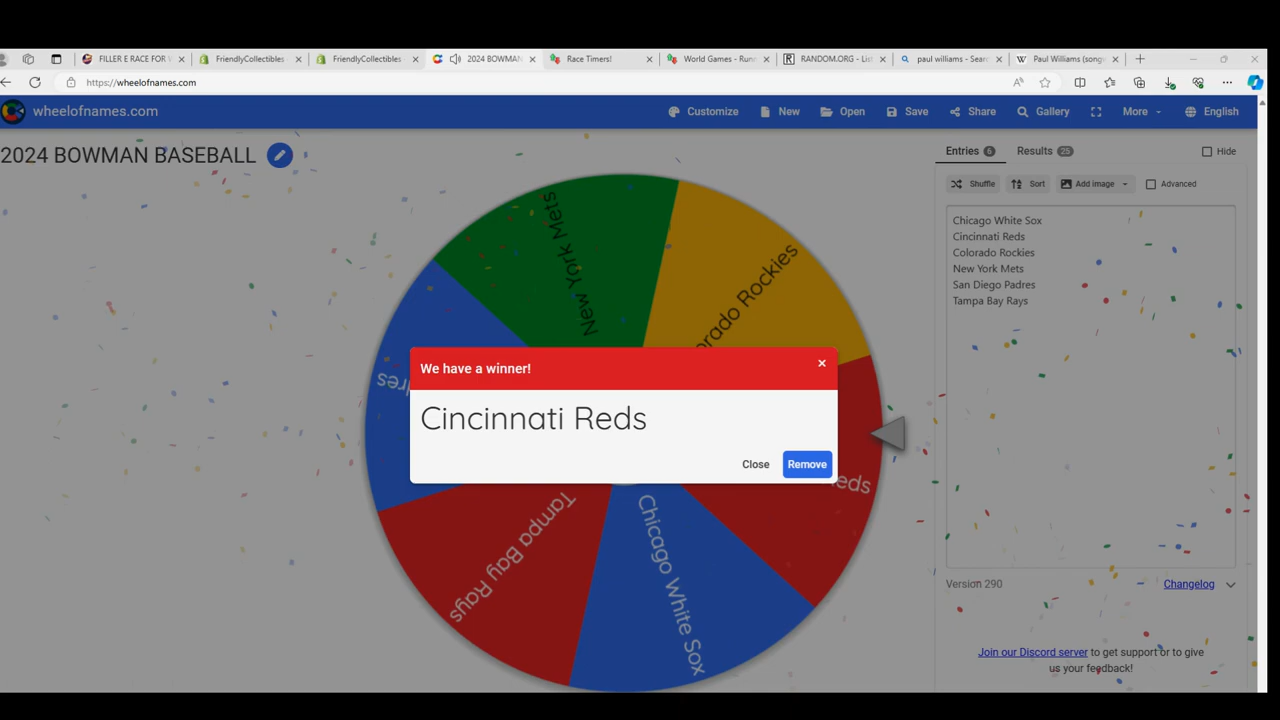 FILLER E RACE FOR
FriendlyCollectibles
FriendlyCollectibles
2024 BOWMAN
Race Timers!
World Games - Runn
RANDOM.ORG - List
paul williams - Sear
Paul Williams (song
https://wheelofnames.com
wheelofnames.com
Customize
New
Open
Save
Share
Gallery
More
English
2024 BOWMAN BASEBALL
Entries 6
Results 25
Hide
Shuffle
Sort
Add image
Advanced
Chicago White Sox
Cincinnati Reds
Colorado Rockies
New York Mets
San Diego Padres
Tampa Bay Rays
New York Mets
orado Rockies
dres
eds
Tampa Bay Rays
Chicago White Sox
We have a winner!
×
Cincinnati Reds
Close
Remove
Version 290
Changelog
Join our Discord server to get support or to give
us your feedback!